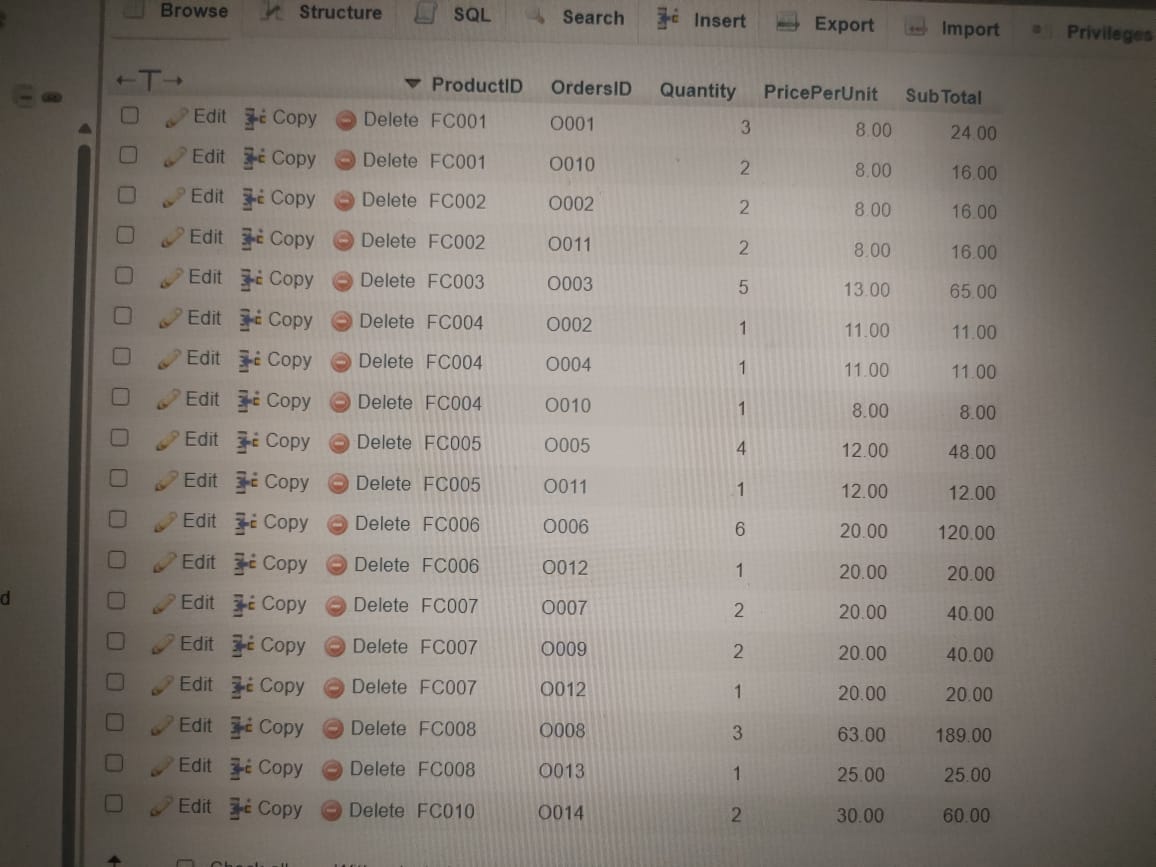 Browse Structure SQL Search Insert Export Import Privileges
←T→ ProductID OrdersID Quantity PricePerUnit SubTotal
Edit Copy Delete FC001 O001 3 8.00 24.00
Edit Copy Delete FC001 O010 2 8.00 16.00
Edit Copy Delete FC002 O002 2 8.00 16.00
Edit Copy Delete FC002 O011 2 8.00 16.00
Edit Copy Delete FC003 O003 5 13.00 65.00
Edit Copy Delete FC004 O002 1 11.00 11.00
Edit Copy Delete FC004 O004 1 11.00 11.00
Edit Copy Delete FC004 O010 1 8.00 8.00
Edit Copy Delete FC005 O005 4 12.00 48.00
Edit Copy Delete FC005 O011 1 12.00 12.00
Edit Copy Delete FC006 O006 6 20.00 120.00
Edit Copy Delete FC006 O012 1 20.00 20.00
d
Edit Copy Delete FC007 O007 2 20.00 40.00
Edit Copy Delete FC007 O009 2 20.00 40.00
Edit Copy Delete FC007 O012 1 20.00 20.00
Edit Copy Delete FC008 O008 3 63.00 189.00
Edit Copy Delete FC008 O013 1 25.00 25.00
Edit Copy Delete FC010 O014 2 30.00 60.00